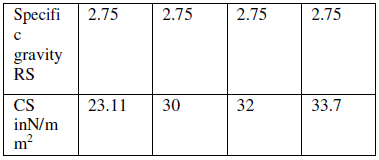 Specifi 2.75 2.75 2.75 2.75
c
gravity
RS
CS 23.11 30 32 33.7
inN/m
m²